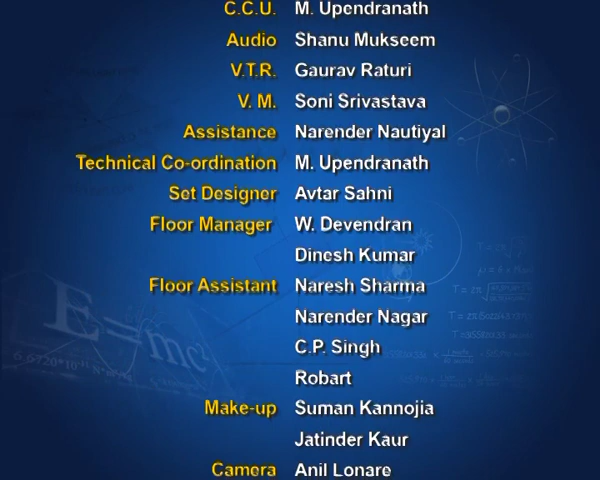 C.C.U. M. Upendranath
Audio Shanu Mukseem
V.T.R. Gaurav Raturi
V. M. Soni Srivastava
Assistance Narender Nautiyal
Technical Co-ordination M. Upendranath
Set Designer Avtar Sahni
Floor Manager W. Devendran
Dinesh Kumar
Floor Assistant Naresh Sharma
Narender Nagar
C.P. Singh
Robart
Make-up Suman Kannojia
Jatinder Kaur
Camera Anil Lonare
E=mc²